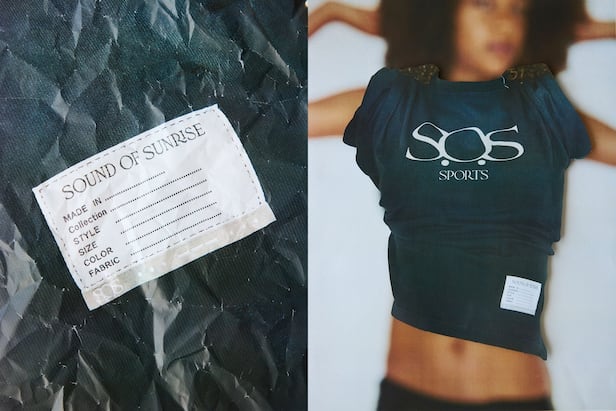 SOUND OF SUNRISE
MADE IN
Collection
STYLE
SIZE
COLOR
FABRIC
S.O.S
SPORTS